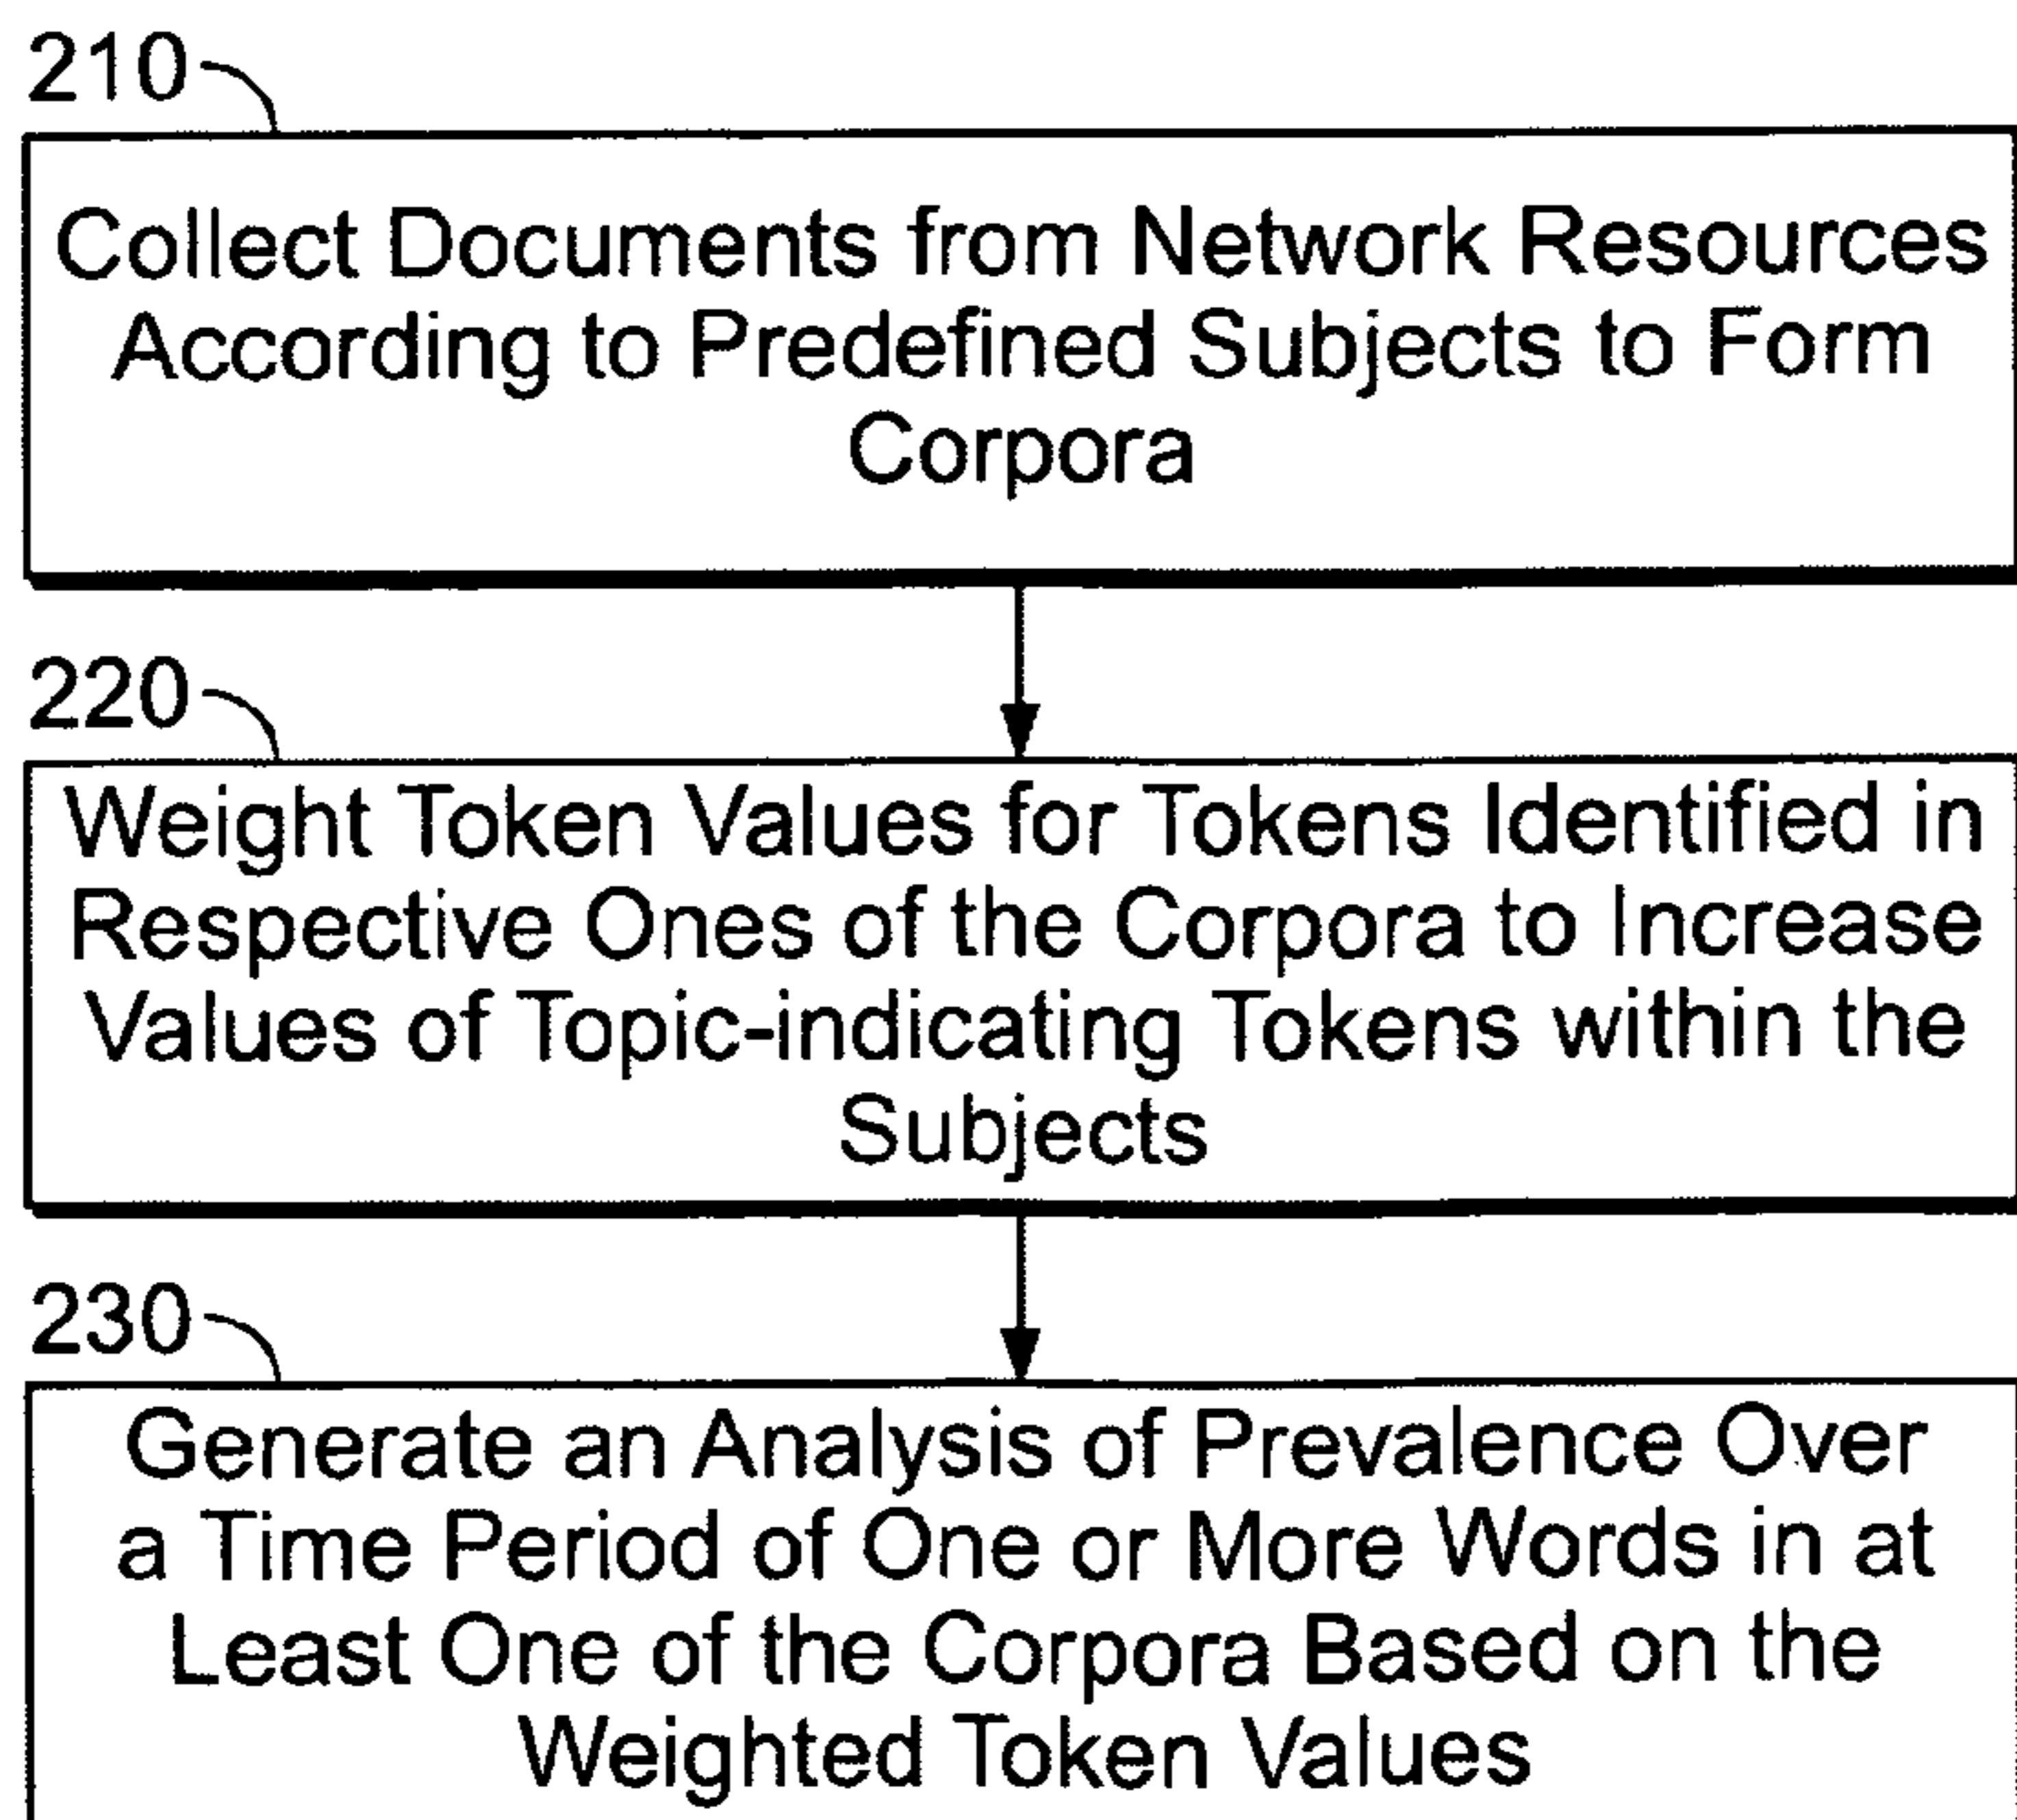 210
Collect Documents from Network Resources
According to Predefined Subjects to Form
Corpora
220
Weight Token Values for Tokens Identified in
Respective Ones of the Corpora to Increase
Values of Topic-indicating Tokens within the
Subjects
230
Generate an Analysis of Prevalence Over
a Time Period of One or More Words in at
Least One of the Corpora Based on the
Weighted Token Values